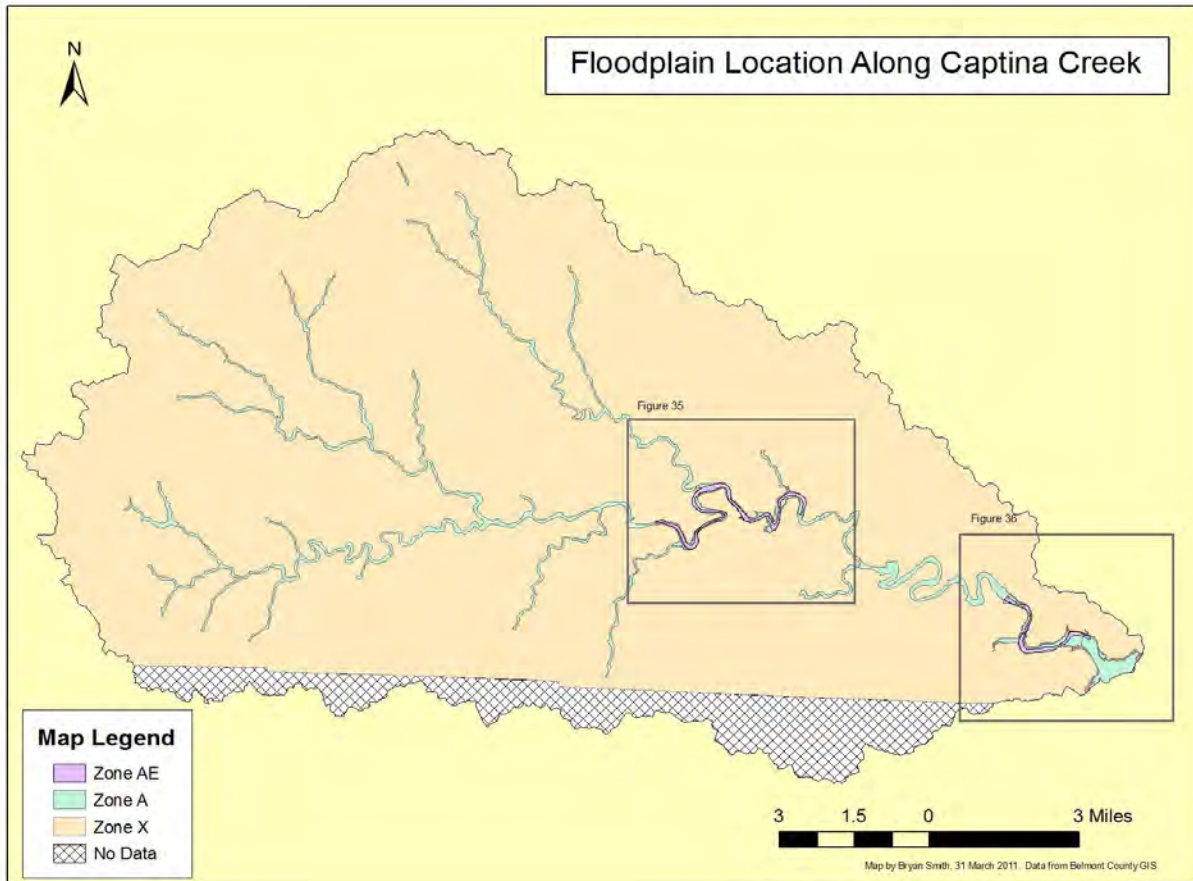 Floodplain Location Along Captina Creek
N
Figure 35
Figure 36
Map Legend
Zone AE
Zone A
Zone X
No Data
3 1.5 0 3 Miles
Map by Bryan Smith, 31 March 2011. Data from Belmont County GIS